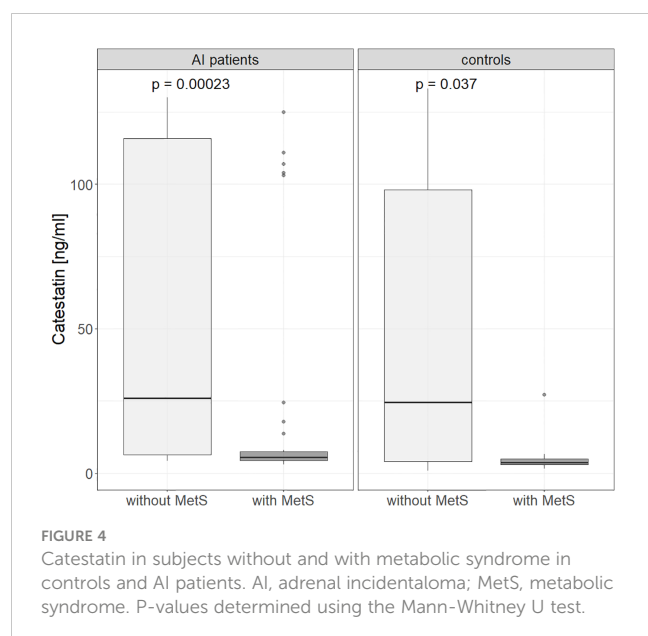 AI patients controls
p = 0.00023 p = 0.037
100
50
0
Catestatin [ng/ml]
without MetS with MetS without MetS with MetS
FIGURE 4
Catestatin in subjects without and with metabolic syndrome in
controls and AI patients. AI, adrenal incidentaloma; MetS, metabolic
syndrome. P-values determined using the Mann-Whitney U test.